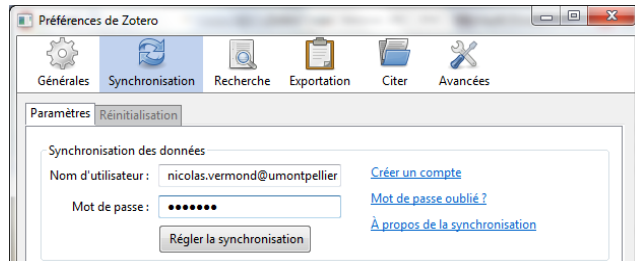 Préférences de Zotero
Générales Synchronisation Recherche Exportation Citer Avancées
Paramètres Réinitialisation
Synchronisation des données
Nom d'utilisateur : nicolas.vermond@umontpellier Créer un compte
Mot de passe : ●●●●●●● Mot de passe oublié ?
À propos de la synchronisation
Régler la synchronisation